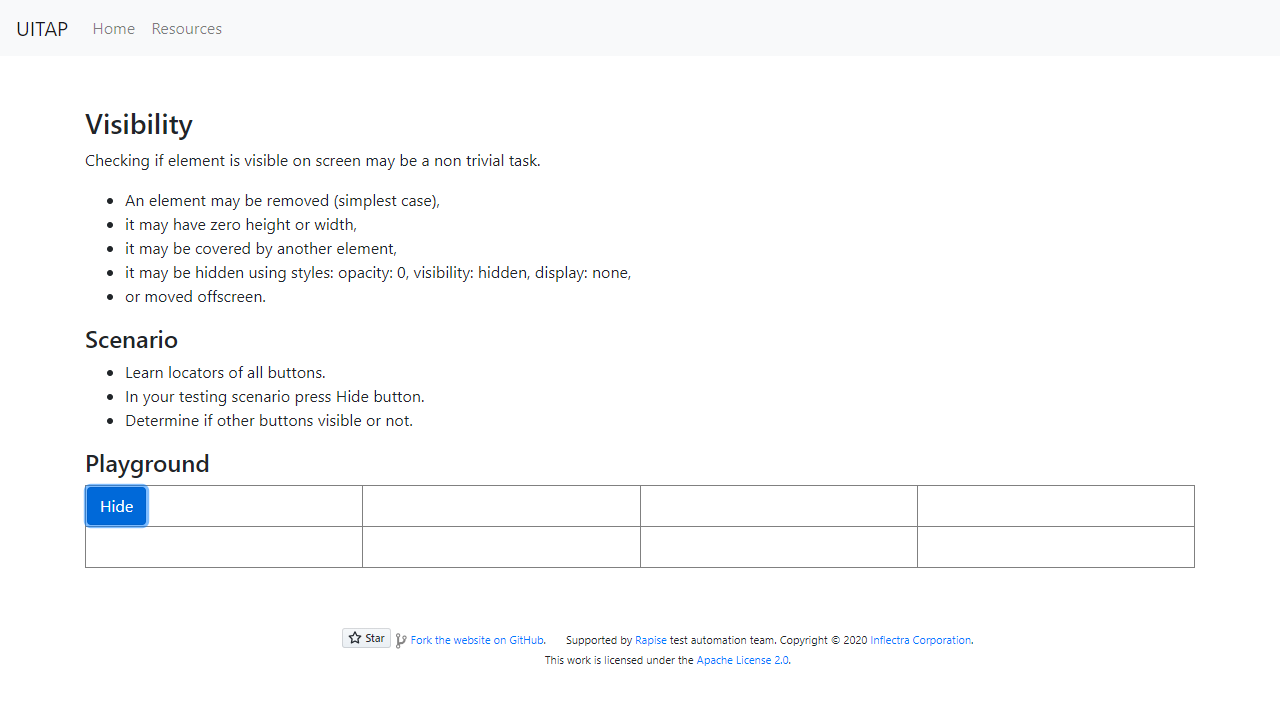 UITAP Home Resources
Visibility
Checking if element is visible on screen may be a non trivial task.
An element may be removed (simplest case),
it may have zero height or width,
it may be covered by another element,
it may be hidden using styles: opacity: 0, visibility: hidden, display: none,
or moved offscreen.
Scenario
Learn locators of all buttons.
In your testing scenario press Hide button.
Determine if other buttons visible or not.
Playground
Hide
Star Fork the website on GitHub. Supported by Rapise test automation team. Copyright © 2020 Inflectra Corporation.
This work is licensed under the Apache License 2.0.